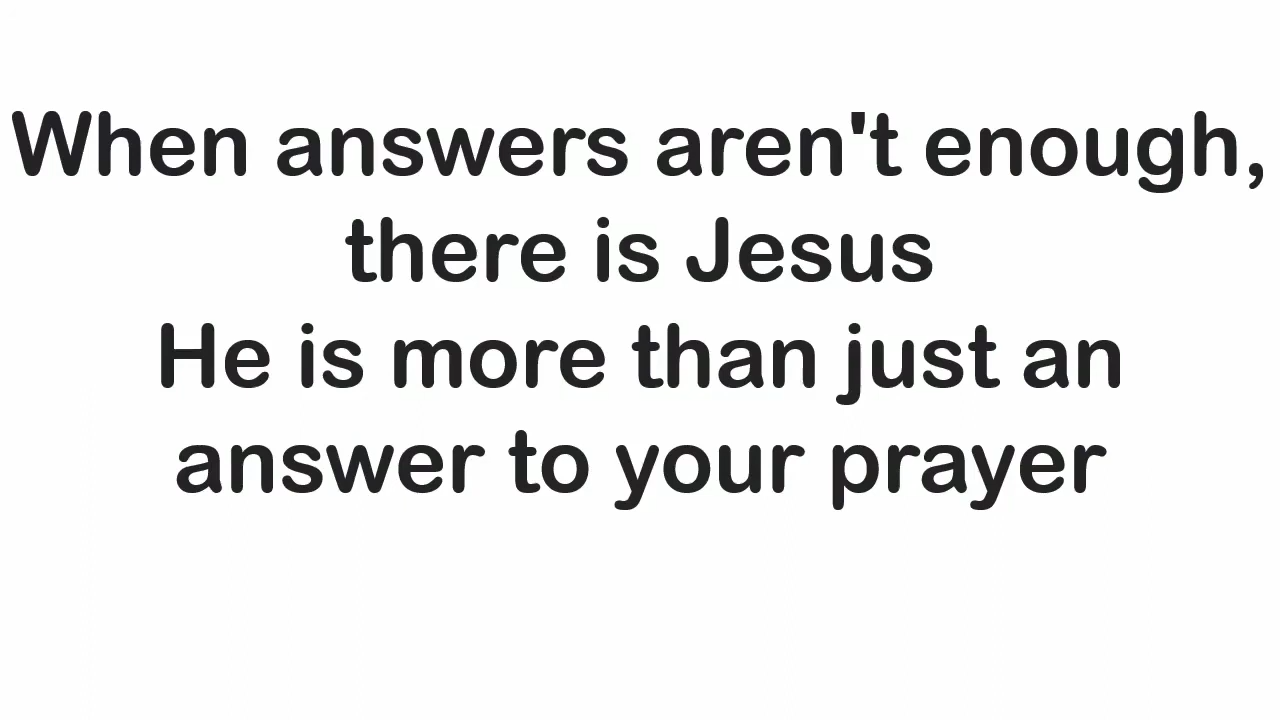 When answers aren't enough,
there is Jesus
He is more than just an
answer to your prayer